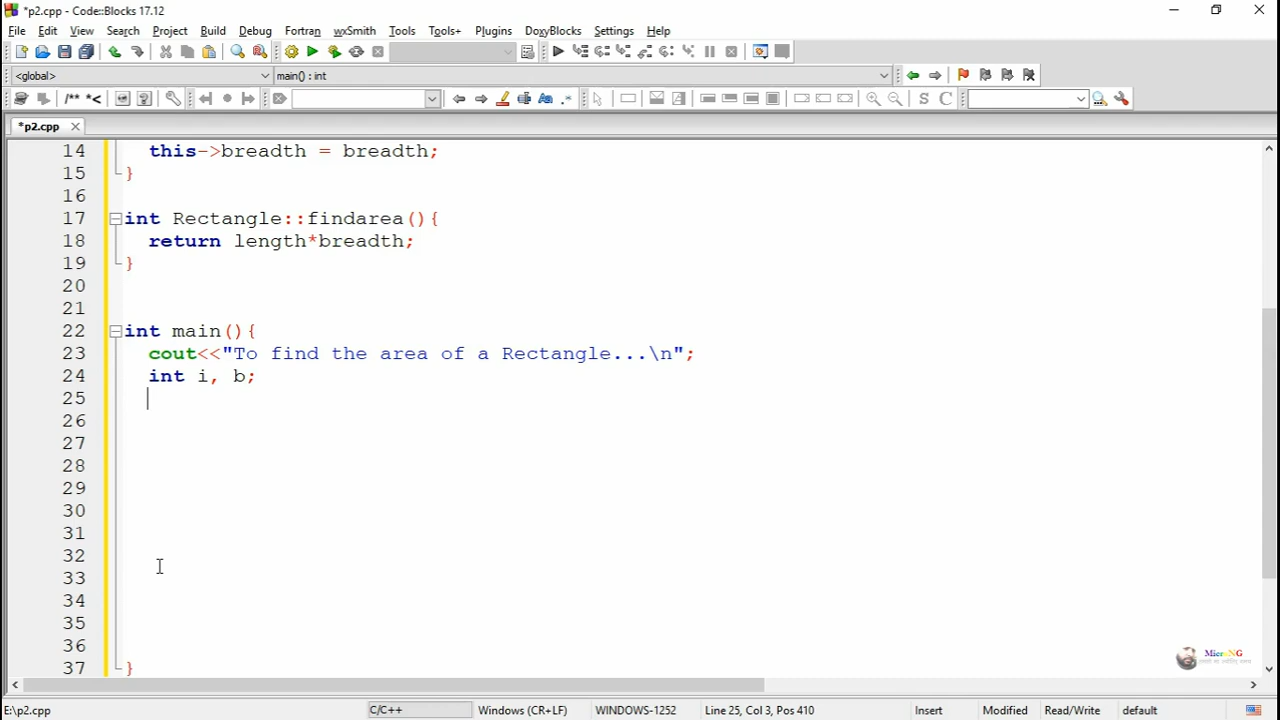 *p2.cpp - Code::Blocks 17.12
File Edit View Search Project Build Debug Fortran wxSmith Tools Tools+ Plugins DoxyBlocks Settings Help
<global> main() : int
/** *<
S C
*p2.cpp
14 this->breadth = breadth;
15 }
16
17 int Rectangle::findarea(){
18 return length*breadth;
19 }
20
21
22 int main(){
23 cout<<"To find the area of a Rectangle...\n";
24 int i, b;
25
26
27
28
29
30
31
32
33
34
35
36
37 }
MicroNG
E:\p2.cpp C/C++ Windows (CR+LF) WINDOWS-1252 Line 25, Col 3, Pos 410 Insert Modified Read/Write default